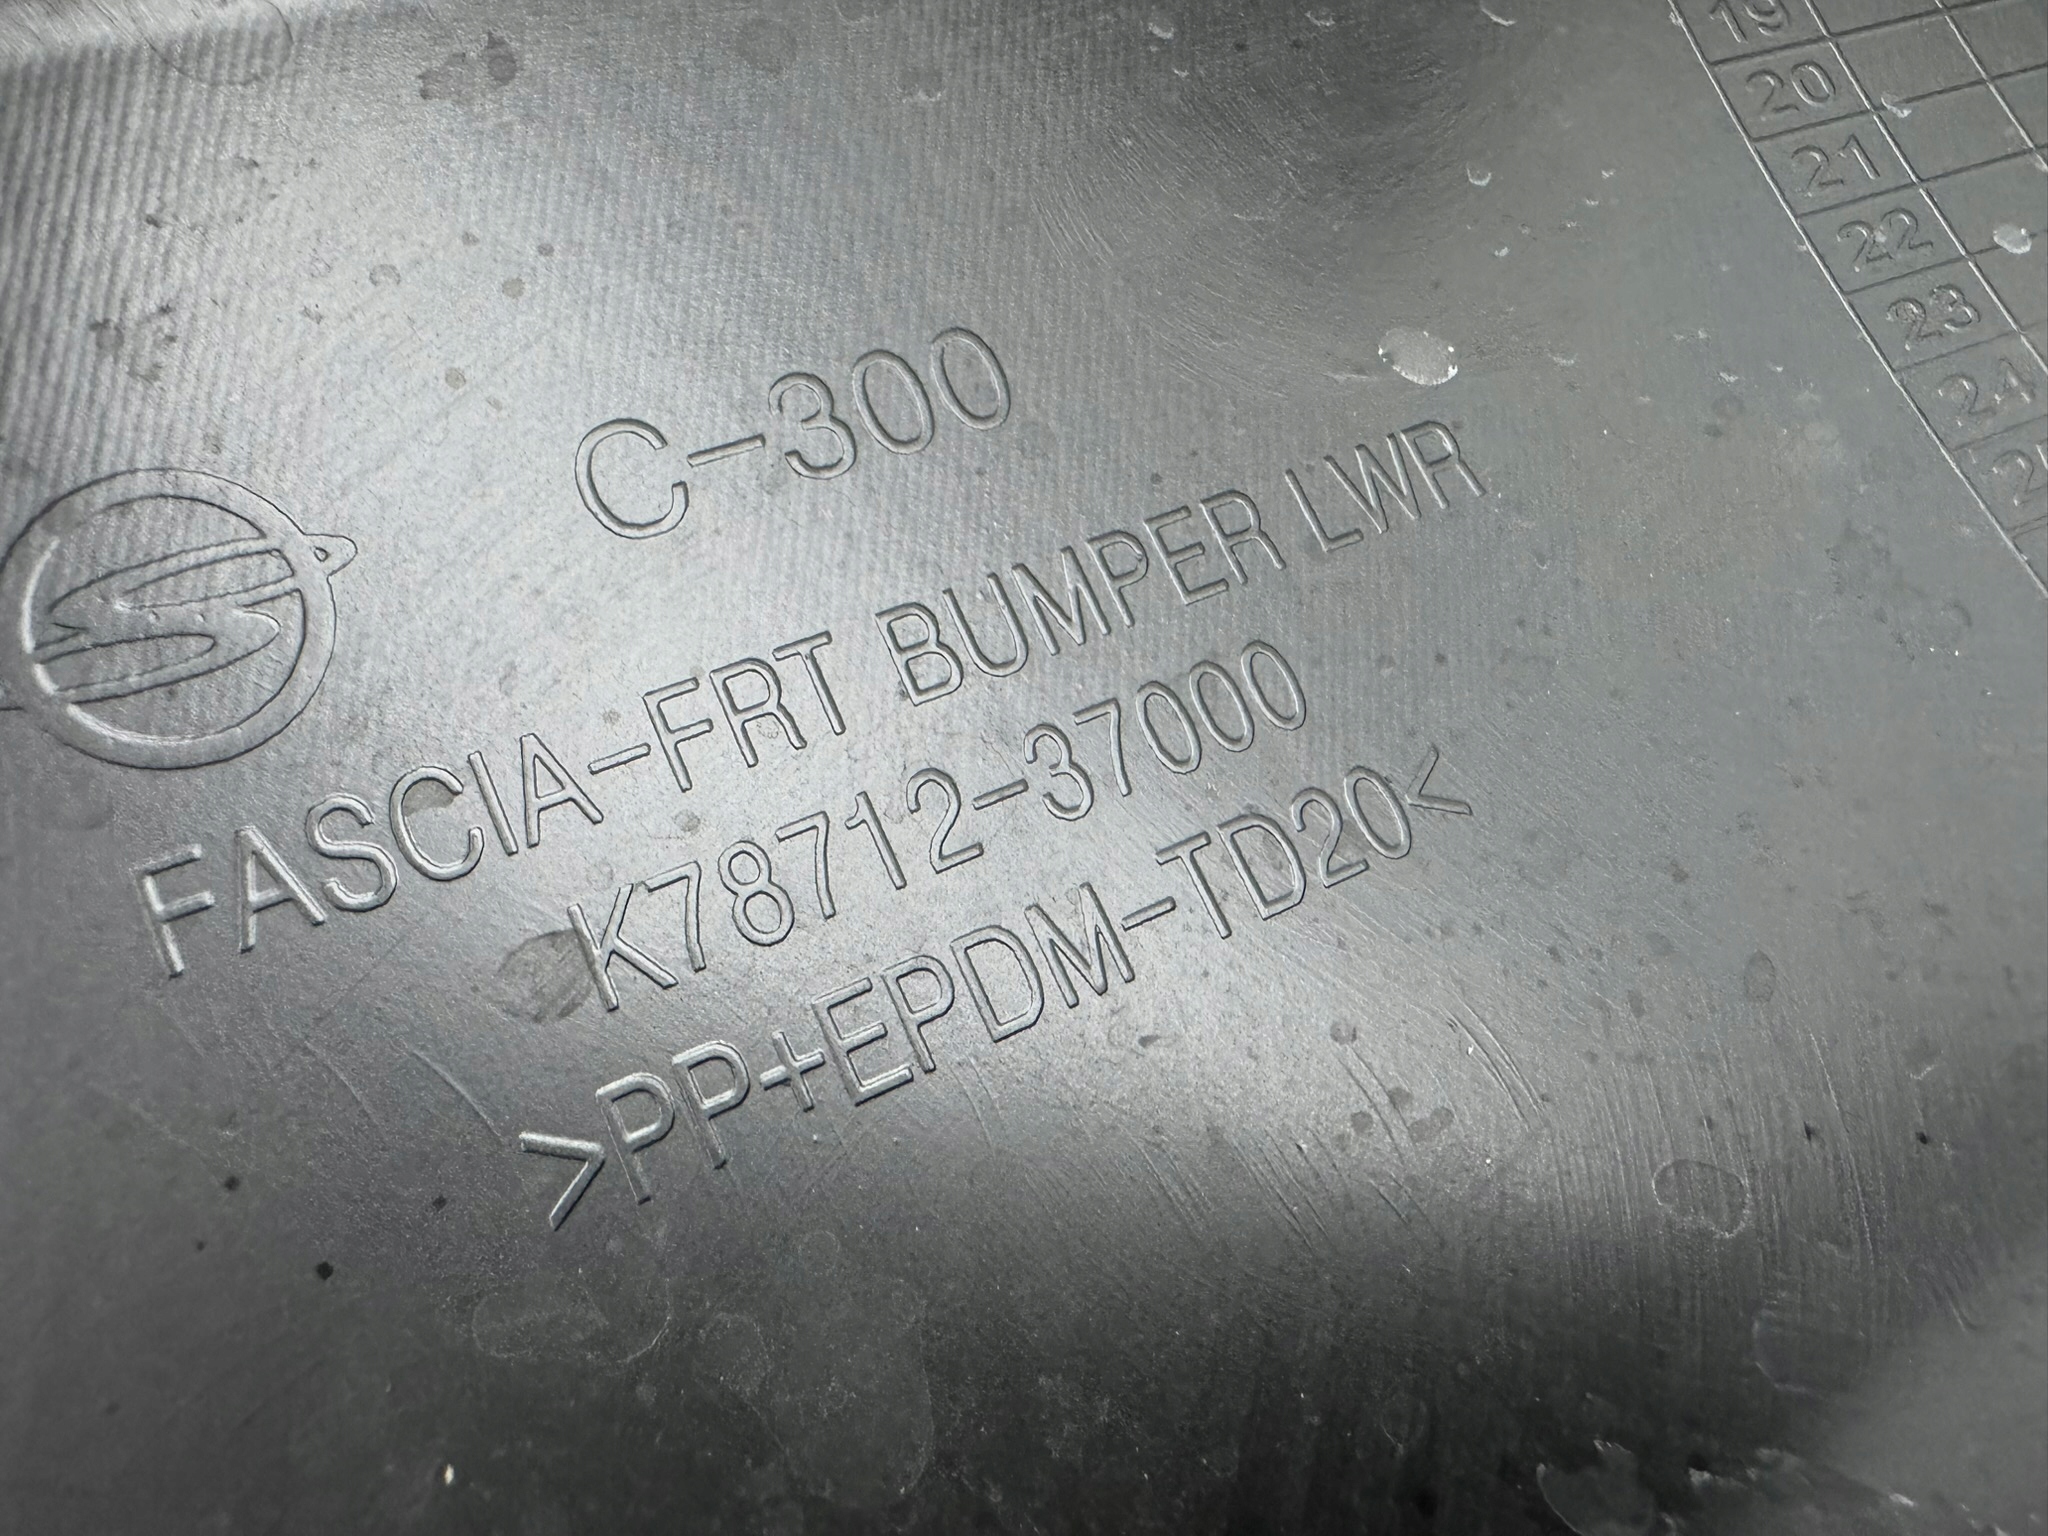 C-300
FASCIA-FRT BUMPER LWR
K78712-37000
>PP+EPDM-TD20<
19
20
21
22
23
24